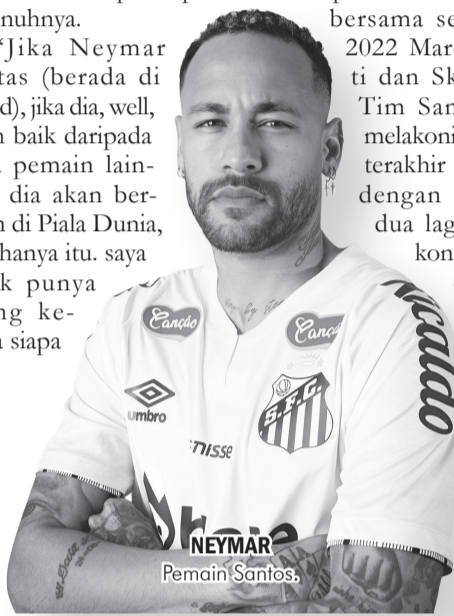 nuhnya.
“Jika Neymar
tas (berada di
d), jika dia, well,
n baik daripada
pemain lain-
dia akan ber-
n di Piala Dunia,
hanya itu. saya
k punya
ng ke-
siapa
bersama se
2022 Mar
ti dan Sk
Tim San
melakoni
terakhir
dengan
dua lag
kon
Canção
Canção
umbro
S.F.C.
Nicaldo
nisse
NEYMAR
Pemain Santos.